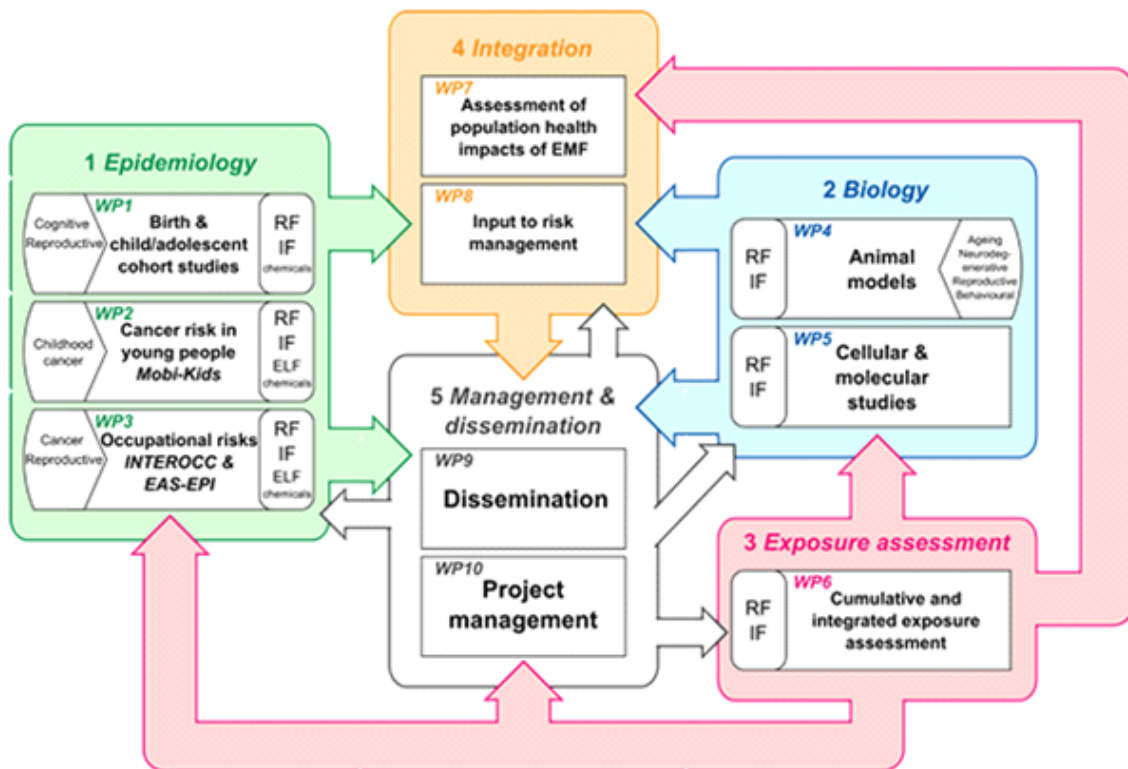 4 Integration
WP7
Assessment of
population health
impacts of EMF
WP8
Input to risk
management
1 Epidemiology
Cognitive
Reproductive
WP1
Birth &
child/adolescent
cohort studies
RF
IF
chemicals
Childhood
cancer
WP2
Cancer risk in
young people
Mobi-Kids
RF
IF
ELF
chemicals
Cancer
Reproductive
WP3
Occupational risks
INTEROCC &
EAS-EPI
RF
IF
ELF
chemicals
2 Biology
RF
IF
WP4
Animal
models
Ageing
Neurodeg-
enerative
Reproductive
Behavioural
RF
IF
WP5
Cellular &
molecular
studies
5 Management &
dissemination
WP9
Dissemination
WP10
Project
management
3 Exposure assessment
RF
IF
WP6
Cumulative and
integrated exposure
assessment